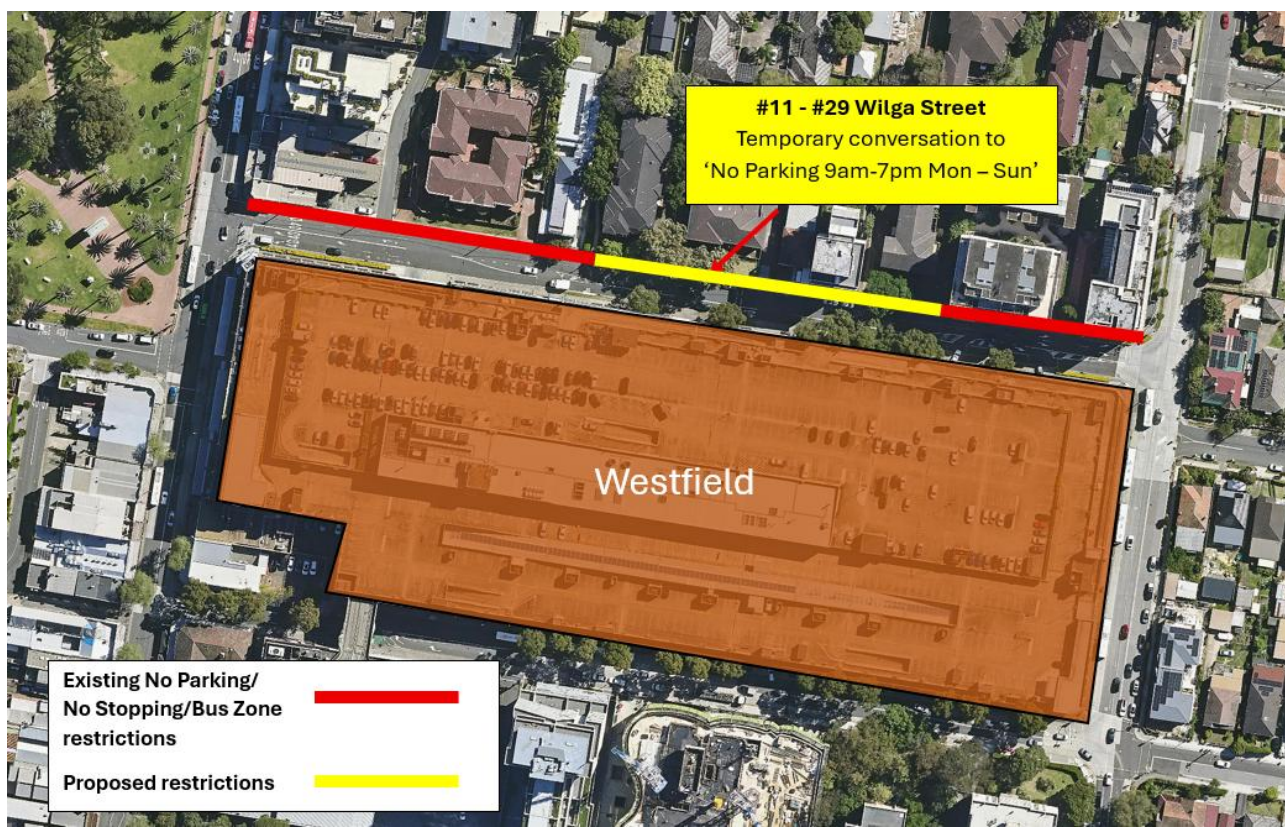 #11 - #29 Wilga Street
Temporary conversation to
‘No Parking 9am-7pm Mon – Sun’
Westfield
Existing No Parking/
No Stopping/Bus Zone
restrictions
Proposed restrictions